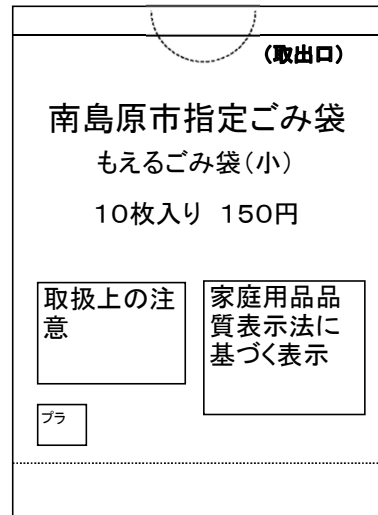 (取出口)
南島原市指定ごみ袋
もえるごみ袋(小)
10枚入り 150円
取扱上の注
意
家庭用品品
質表示法に
基づく表示
プラ